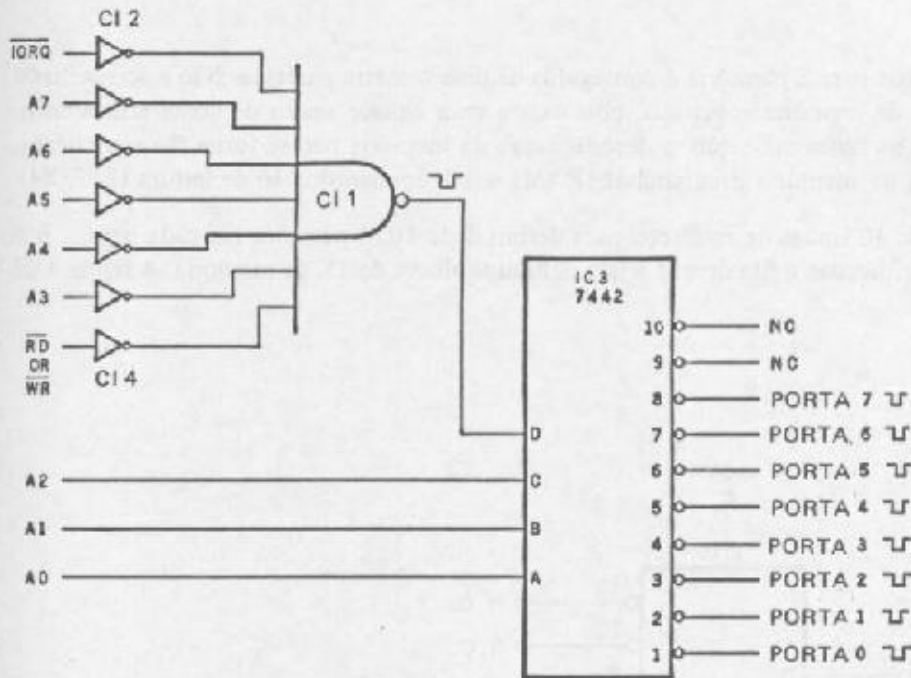 CI 2
IORQ
A7
A6
A5
A4
A3
RD
OR
WR
CI 4
CI 1
A2
A1
A0
IC 3
7442
D
C
B
A
10 NC
9 NC
8 PORTA 7
7 PORTA 6
6 PORTA 5
5 PORTA 4
4 PORTA 3
3 PORTA 2
2 PORTA 1
1 PORTA 0